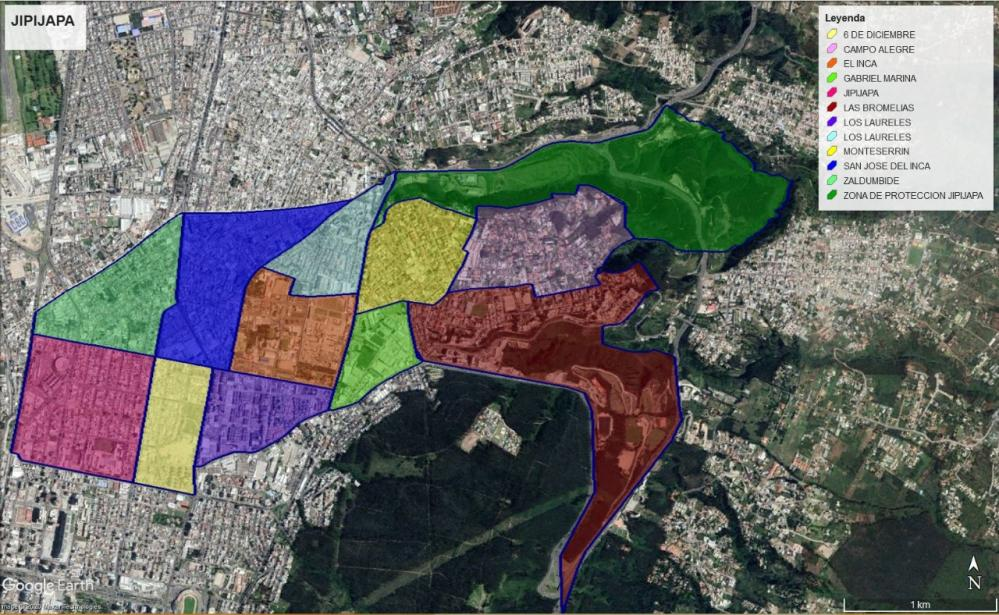 JIPIJAPA
Leyenda
6 DE DICIEMBRE
CAMPO ALEGRE
EL INCA
GABRIEL MARINA
JIPIJAPA
LAS BROMELIAS
LOS LAURELES
LOS LAURELES
MONTESERRIN
SAN JOSE DEL INCA
ZALDUMBIDE
ZONA DE PROTECCION JIPIJAPA
N
Google Earth
1 km